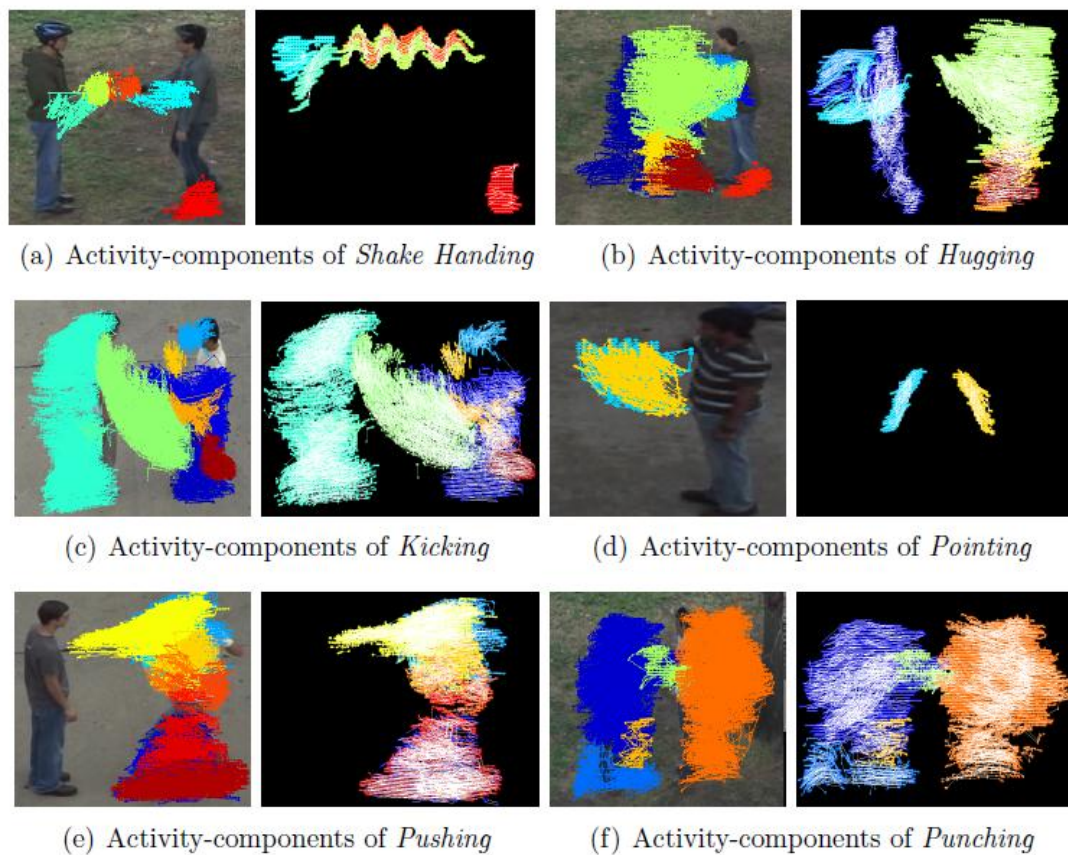 (a) Activity-components of Shake Handing
(b) Activity-components of Hugging
(c) Activity-components of Kicking
(d) Activity-components of Pointing
(e) Activity-components of Pushing
(f) Activity-components of Punching